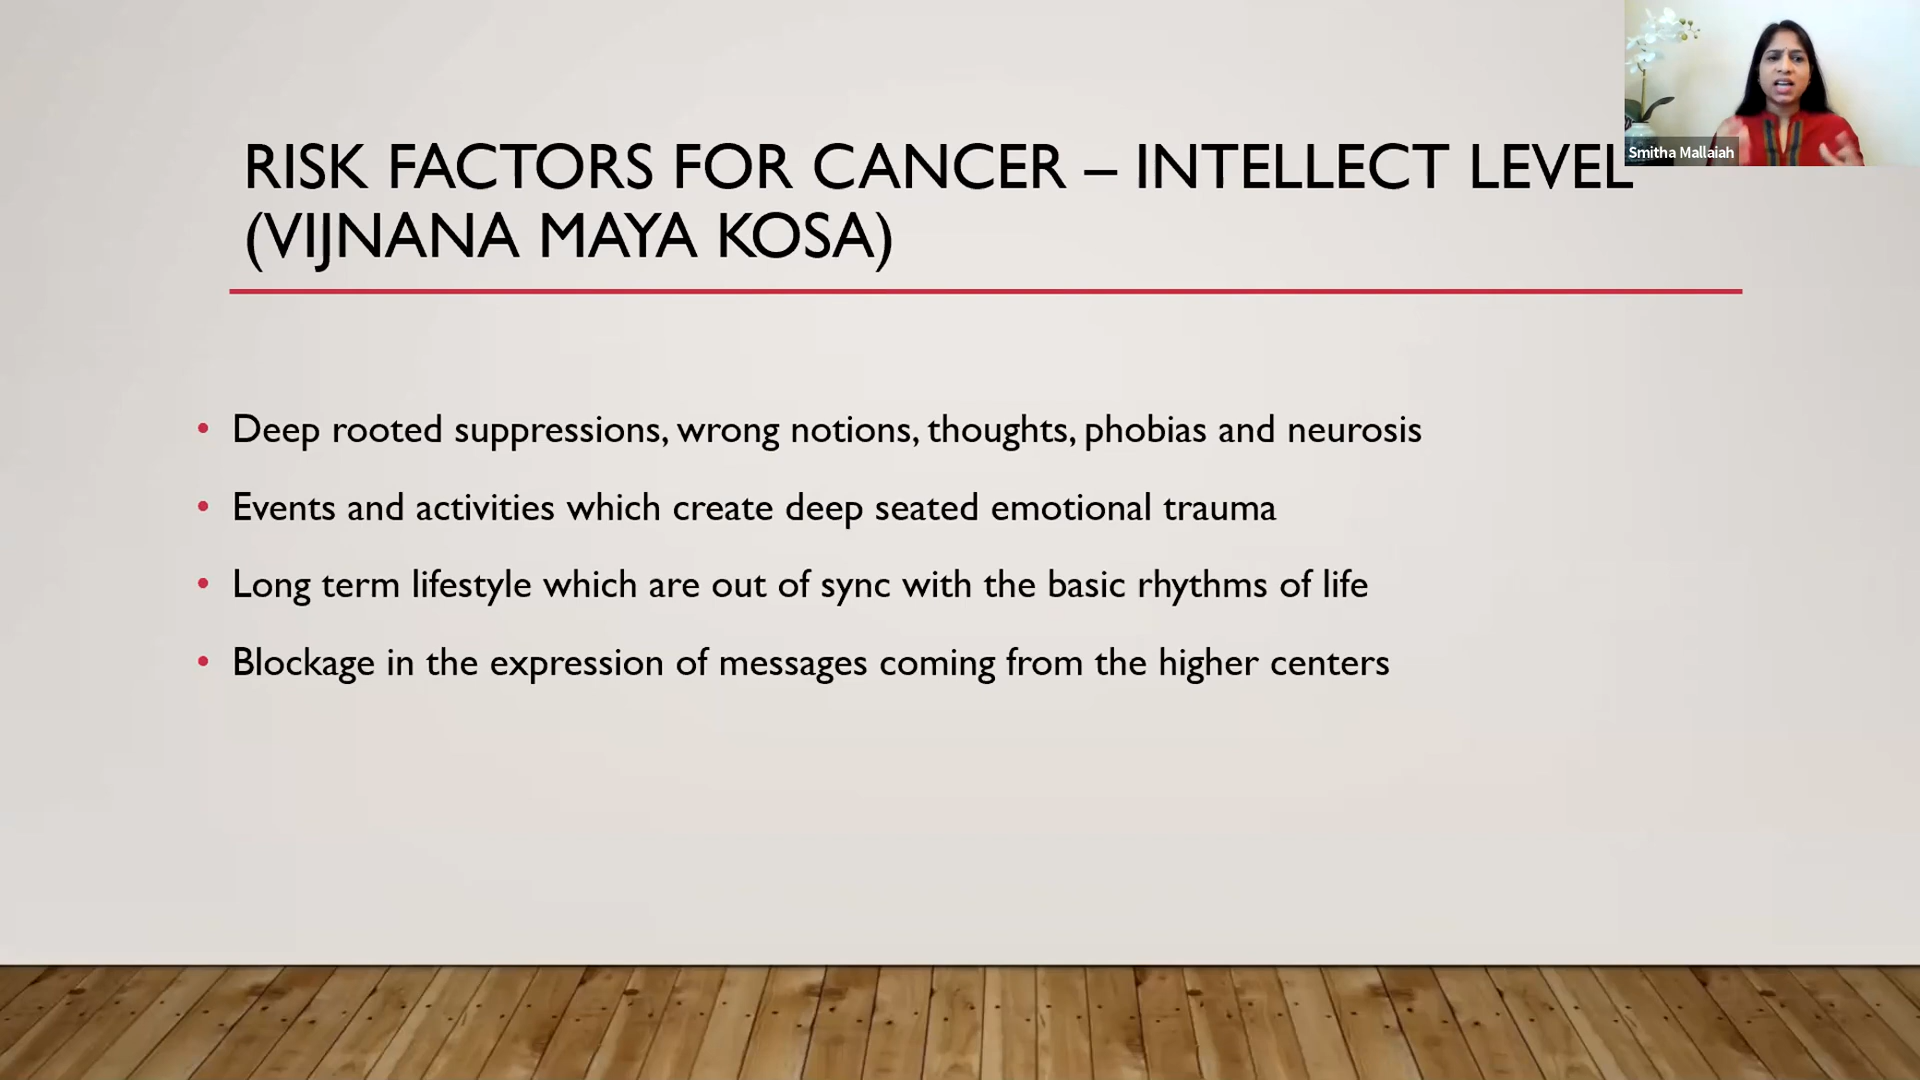 Smitha Mallaiah
RISK FACTORS FOR CANCER – INTELLECT LEVEL
(VIJNANA MAYA KOSA)
• Deep rooted suppressions, wrong notions, thoughts, phobias and neurosis
• Events and activities which create deep seated emotional trauma
• Long term lifestyle which are out of sync with the basic rhythms of life
• Blockage in the expression of messages coming from the higher centers